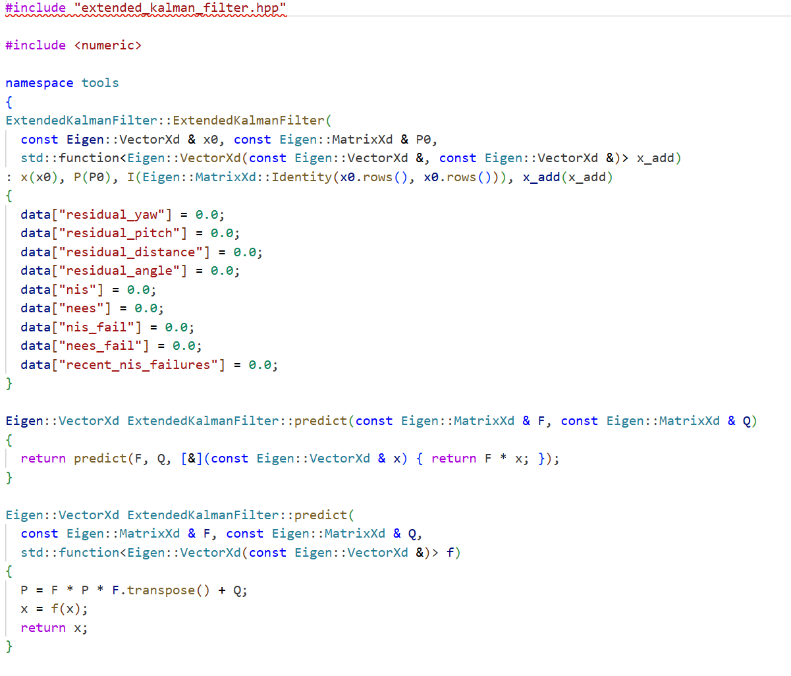 #include "extended_kalman_filter.hpp"
#include <numeric>
namespace tools
{
ExtendedKalmanFilter::ExtendedKalmanFilter(
  const Eigen::VectorXd & x0, const Eigen::MatrixXd & P0,
  std::function<Eigen::VectorXd(const Eigen::VectorXd &, const Eigen::VectorXd &)> x_add)
: x(x0), P(P0), I(Eigen::MatrixXd::Identity(x0.rows(), x0.rows())), x_add(x_add)
{
  data["residual_yaw"] = 0.0;
  data["residual_pitch"] = 0.0;
  data["residual_distance"] = 0.0;
  data["residual_angle"] = 0.0;
  data["nis"] = 0.0;
  data["nees"] = 0.0;
  data["nis_fail"] = 0.0;
  data["nees_fail"] = 0.0;
  data["recent_nis_failures"] = 0.0;
}
Eigen::VectorXd ExtendedKalmanFilter::predict(const Eigen::MatrixXd & F, const Eigen::MatrixXd & Q)
{
  return predict(F, Q, [&](const Eigen::VectorXd & x) { return F * x; });
}
Eigen::VectorXd ExtendedKalmanFilter::predict(
  const Eigen::MatrixXd & F, const Eigen::MatrixXd & Q,
  std::function<Eigen::VectorXd(const Eigen::VectorXd &)> f)
{
  P = F * P * F.transpose() + Q;
  x = f(x);
  return x;
}